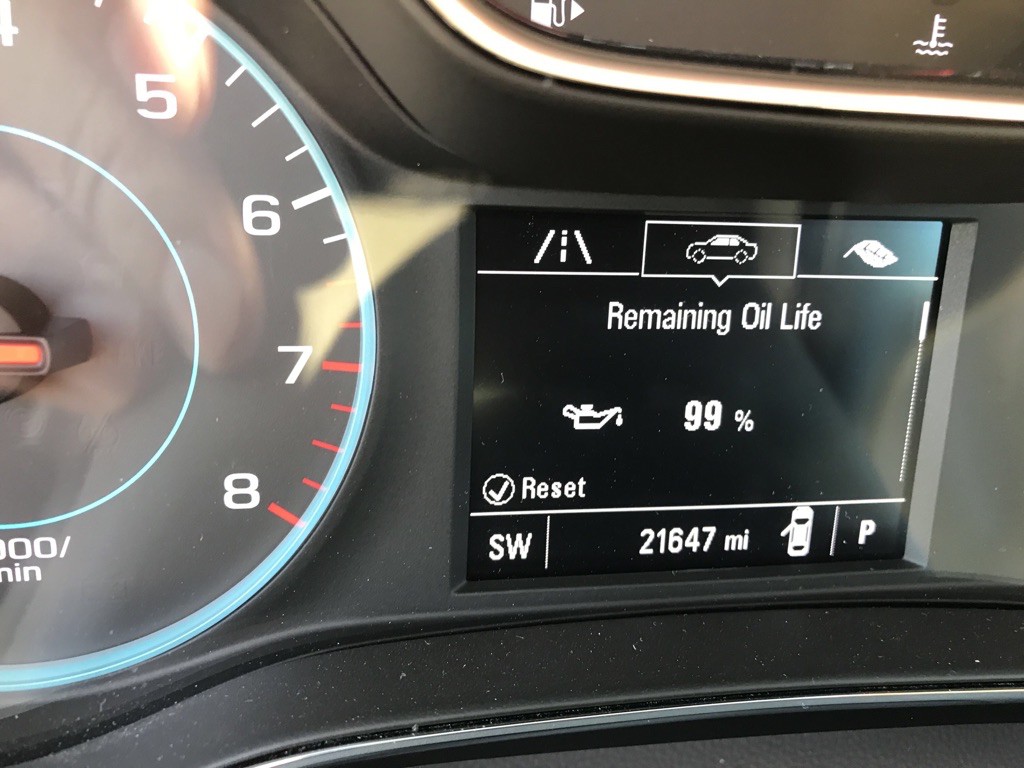 5
6
7
8
Remaining Oil Life
99 %
Reset
SW 21647 mi P